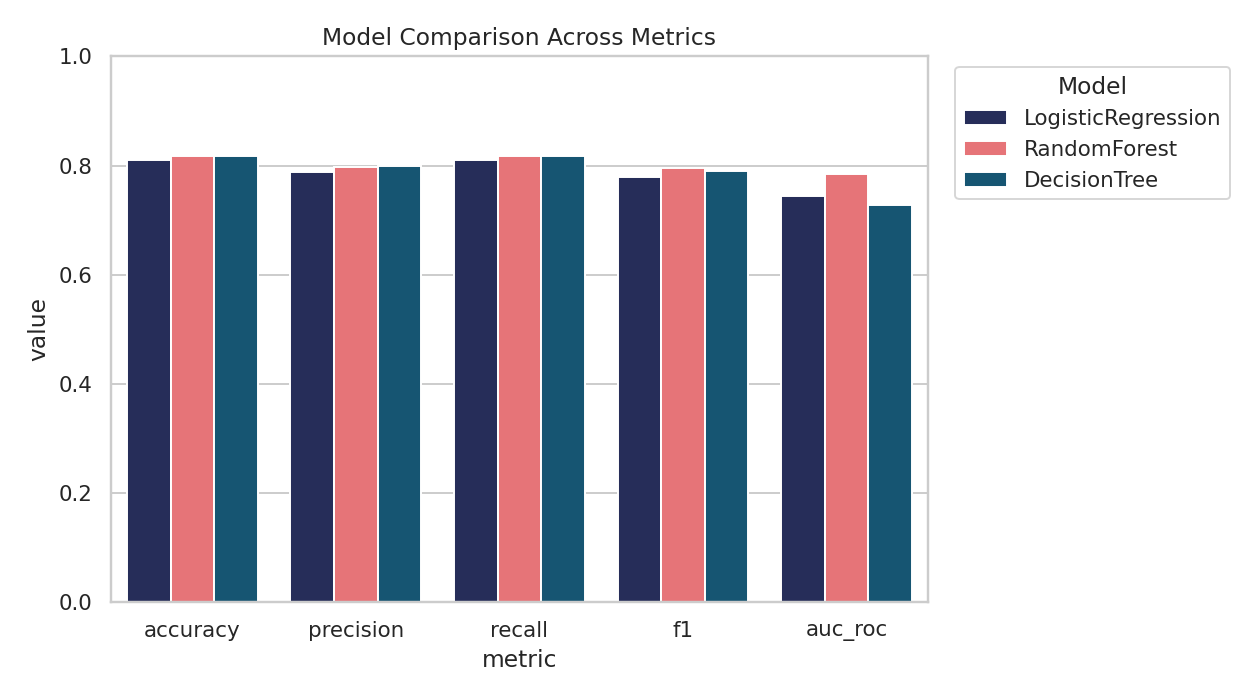 Model Comparison Across Metrics
1.0
0.8
0.6
0.4
0.2
0.0
value
accuracy
precision
recall
f1
auc_roc
metric
Model
LogisticRegression
RandomForest
DecisionTree